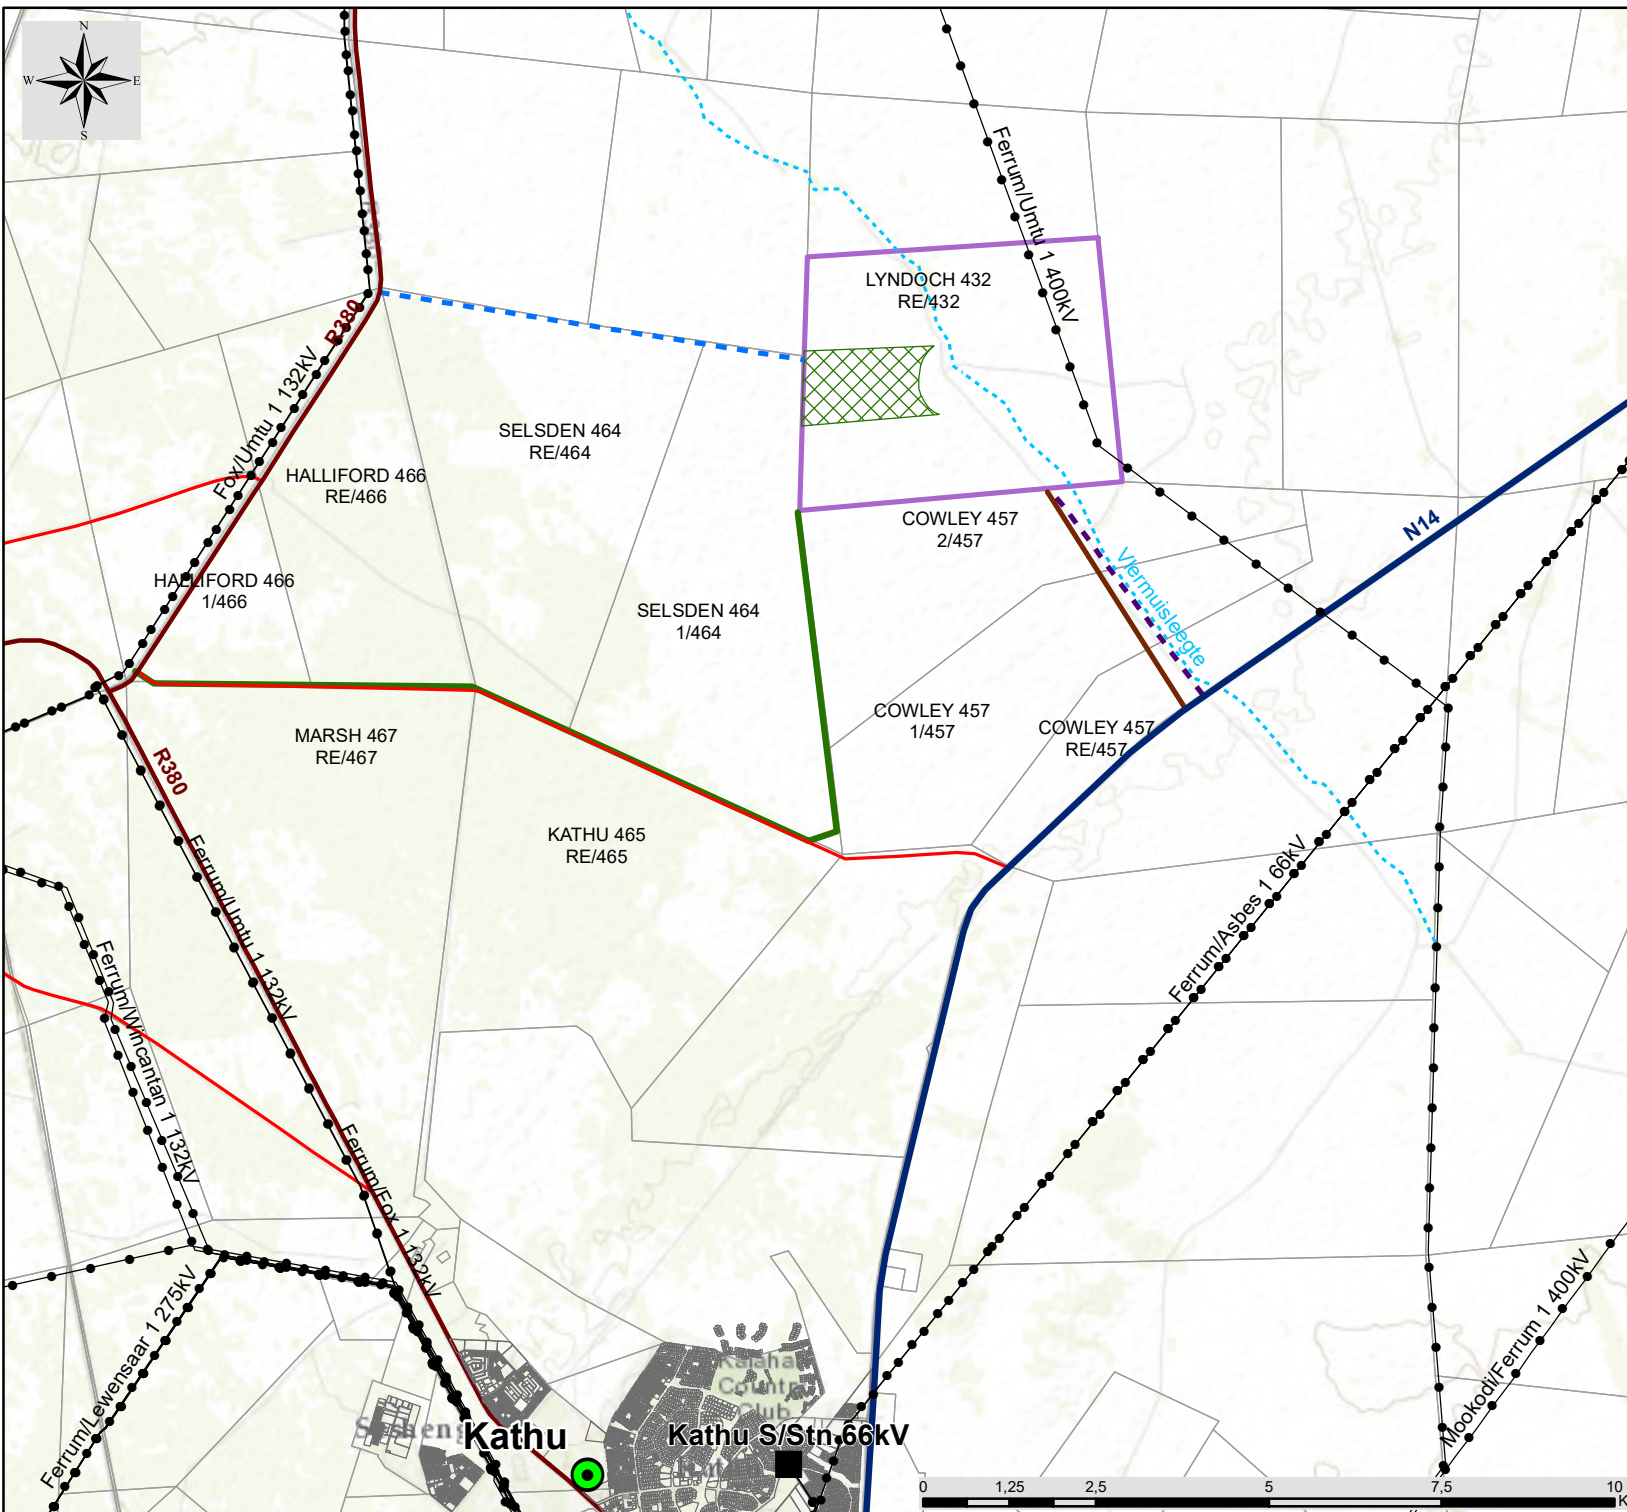 N
W E
S
Ferrum/Umtu 1 400kV
LYNDOCH 432
RE/432
R380
Fox/Umtu 1 132kV
SELSDEN 464
RE/464
HALLIFORD 466
RE/466
N14
COWLEY 457
2/457
Vlermuisleegte
HALLIFORD 466
1/466
SELSDEN 464
1/464
COWLEY 457
1/457
COWLEY 457
RE/457
MARSH 467
RE/467
R380
KATHU 465
RE/465
Ferrum/Umtu 1 132kV
Ferrum/Asbes 1 66kV
Ferrum/Wincantan 1 132kV
Ferrum/Fox 1 132kV
Ferrum/Lewensaar 1 275kV
Mookodi/Ferrum 1 400kV
Country
Club
Kathu
Kathu S/Stn 66kV
0 1,25 2,5 5 7,5 10
K